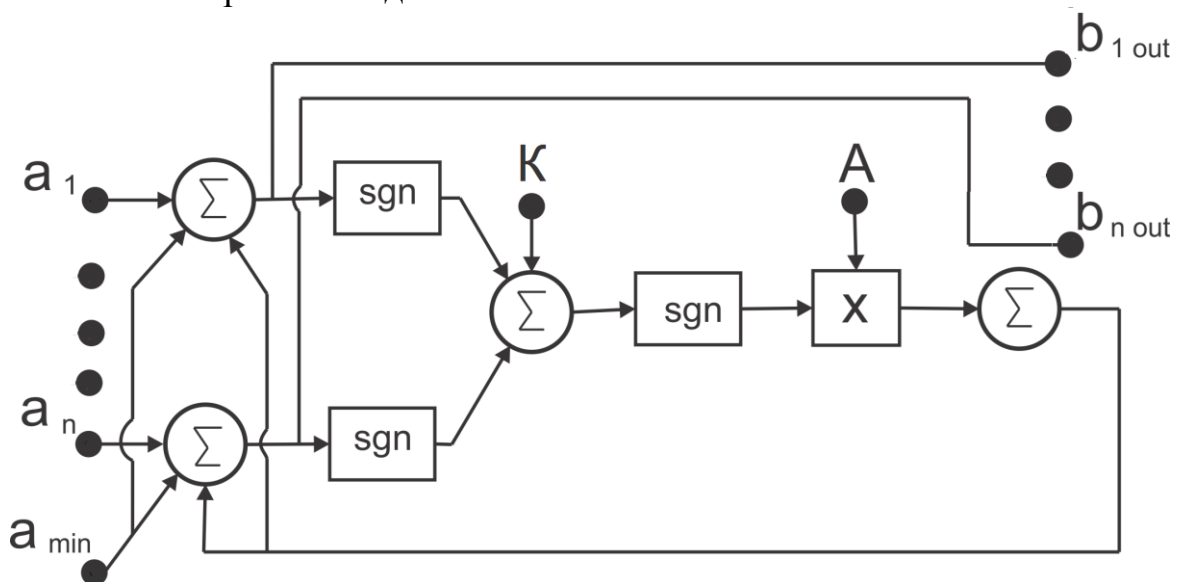 b 1 out
К
А
a 1
Σ
sgn
b n out
Σ
sgn
x
Σ
a n
Σ
sgn
a min